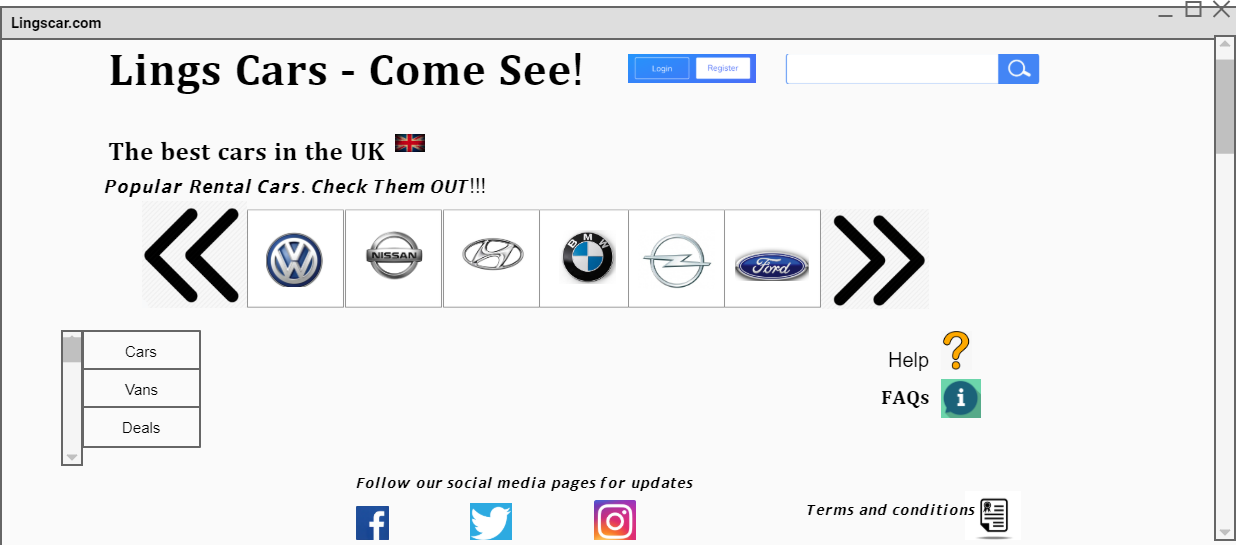 Lingscar.com
Lings Cars - Come See!
Login
Register
The best cars in the UK
Popular Rental Cars. Check Them OUT!!!
NISSAN
BMW
Ford
Cars
Vans
Deals
Help
FAQs
Follow our social media pages for updates
Terms and conditions